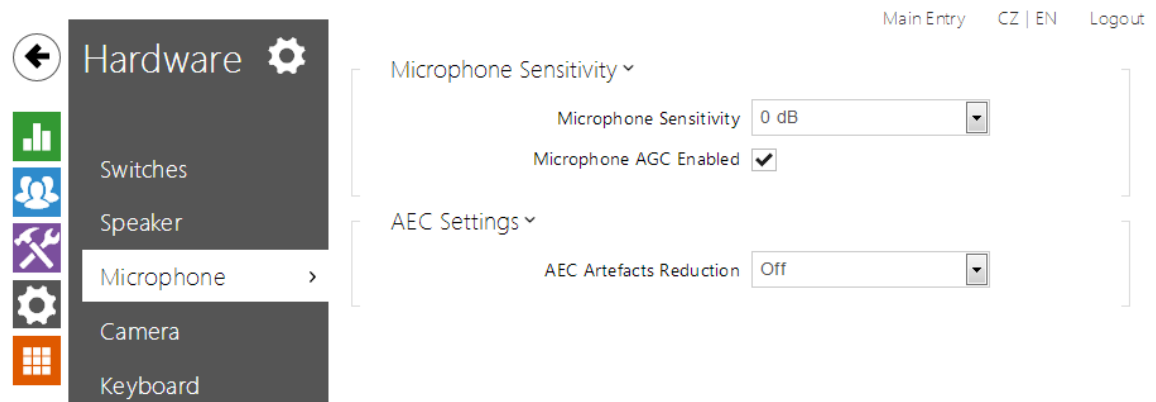 Main Entry CZ | EN Logout
Hardware
Switches
Speaker
Microphone
Camera
Keyboard
Microphone Sensitivity
Microphone Sensitivity 0 dB
Microphone AGC Enabled
AEC Settings
AEC Artefacts Reduction Off